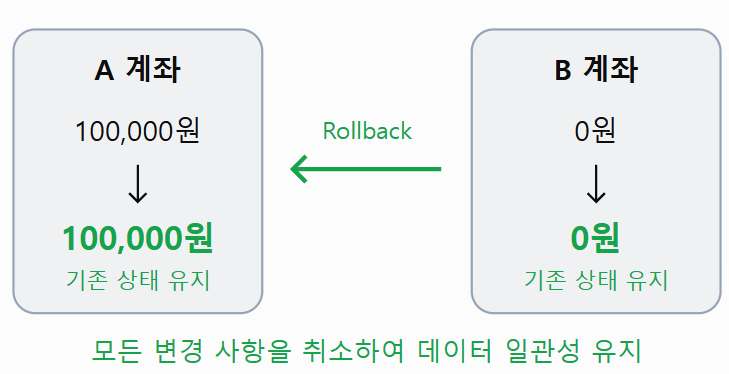 A 계좌
100,000원
100,000원
기존 상태 유지
Rollback
B 계좌
0원
0원
기존 상태 유지
모든 변경 사항을 취소하여 데이터 일관성 유지